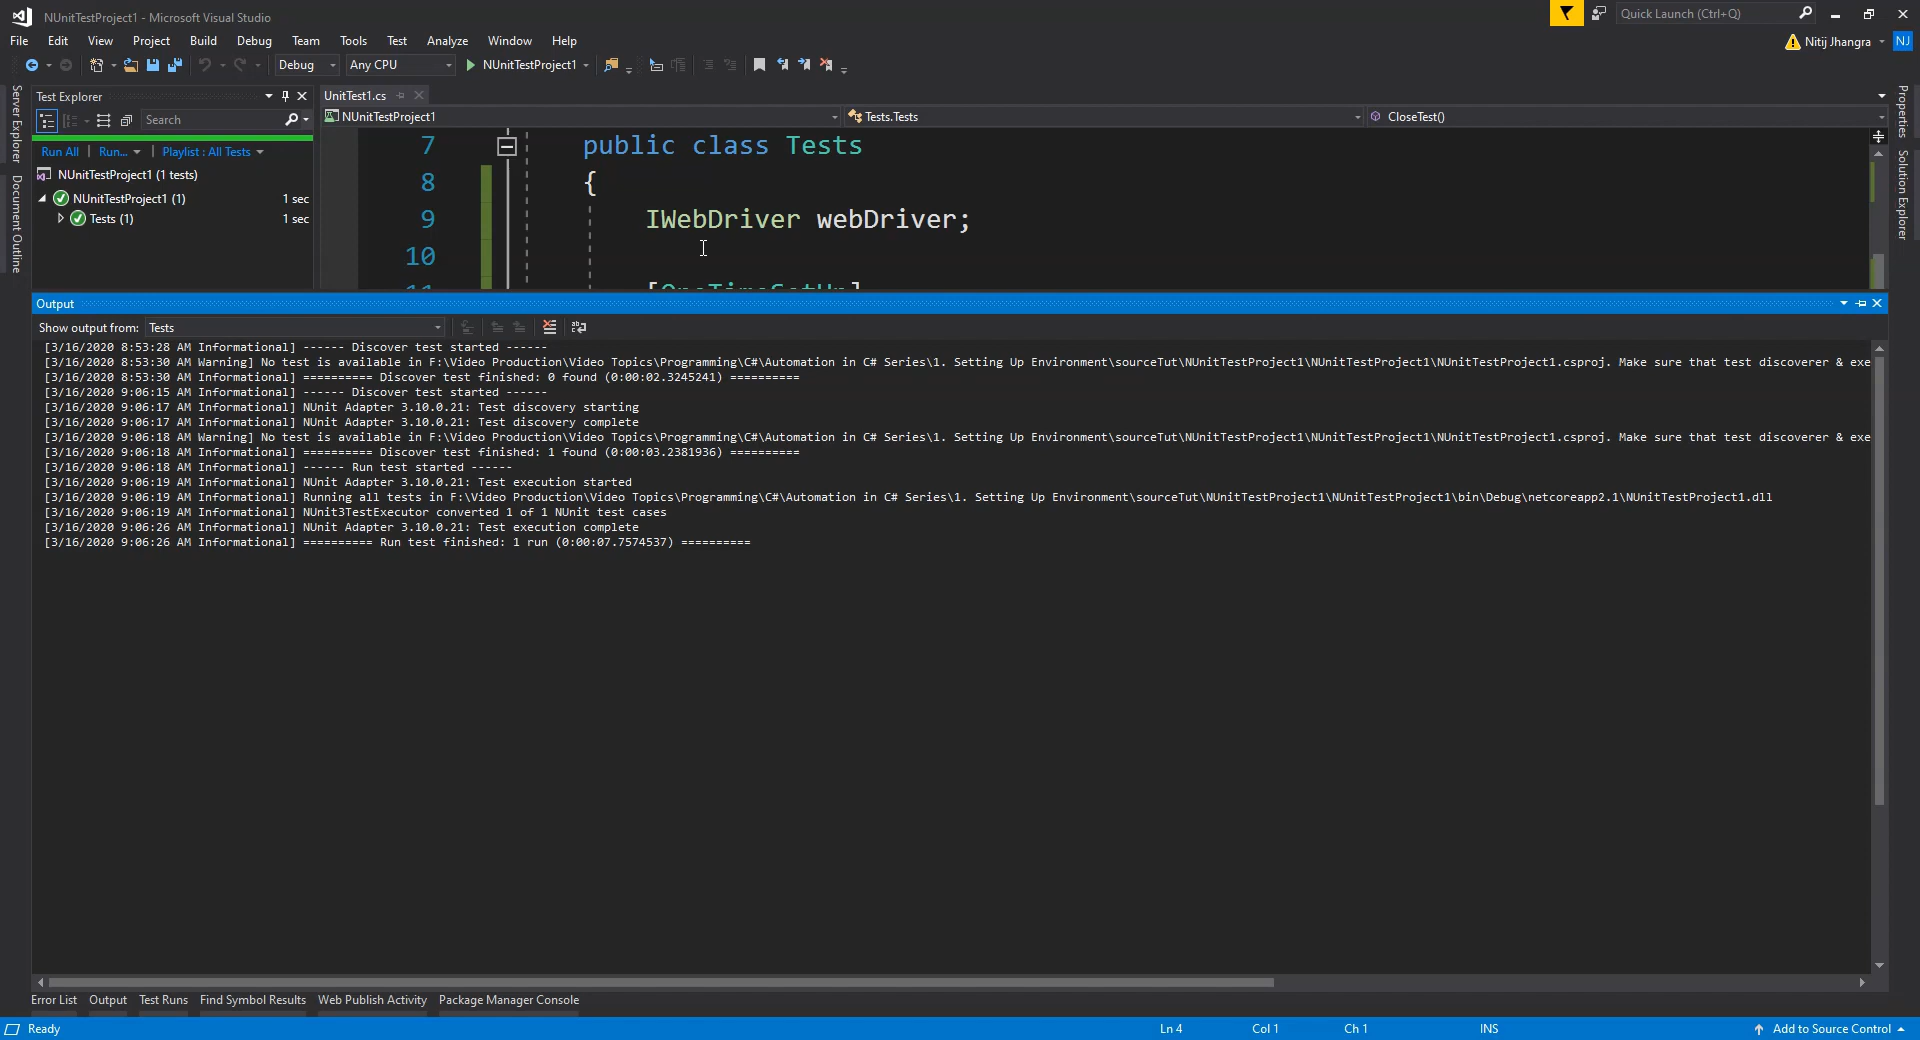 NUnitTestProject1 - Microsoft Visual Studio
Quick Launch (Ctrl+Q)
File Edit View Project Build Debug Team Tools Test Analyze Window Help
Nitij Jhangra NJ
Debug Any CPU NUnitTestProject1
Server Explorer
Document Outline
Test Explorer
Search
Run All | Run... | Playlist : All Tests
NUnitTestProject1 (1 tests)
NUnitTestProject1 (1) 1 sec
Tests (1) 1 sec
UnitTest1.cs
NUnitTestProject1 Tests.Tests CloseTest()
7 public class Tests
8 {
9 IWebDriver webDriver;
10
11 [OneTimeSetUp]
Properties
Solution Explorer
Output
Show output from: Tests
[3/16/2020 8:53:28 AM Informational] ------ Discover test started ------
[3/16/2020 8:53:30 AM Warning] No test is available in F:\Video Production\Video Topics\Programming\C#\Automation in C# Series\1. Setting Up Environment\sourceTut\NUnitTestProject1\NUnitTestProject1\NUnitTestProject1.csproj. Make sure that test discoverer & exe
[3/16/2020 8:53:30 AM Informational] ========== Discover test finished: 0 found (0:00:02.3245241) ==========
[3/16/2020 9:06:15 AM Informational] ------ Discover test started ------
[3/16/2020 9:06:17 AM Informational] NUnit Adapter 3.10.0.21: Test discovery starting
[3/16/2020 9:06:17 AM Informational] NUnit Adapter 3.10.0.21: Test discovery complete
[3/16/2020 9:06:18 AM Warning] No test is available in F:\Video Production\Video Topics\Programming\C#\Automation in C# Series\1. Setting Up Environment\sourceTut\NUnitTestProject1\NUnitTestProject1\NUnitTestProject1.csproj. Make sure that test discoverer & exe
[3/16/2020 9:06:18 AM Informational] ========== Discover test finished: 1 found (0:00:03.2381936) ==========
[3/16/2020 9:06:18 AM Informational] ------ Run test started ------
[3/16/2020 9:06:19 AM Informational] NUnit Adapter 3.10.0.21: Test execution started
[3/16/2020 9:06:19 AM Informational] Running all tests in F:\Video Production\Video Topics\Programming\C#\Automation in C# Series\1. Setting Up Environment\sourceTut\NUnitTestProject1\NUnitTestProject1\bin\Debug\netcoreapp2.1\NUnitTestProject1.dll
[3/16/2020 9:06:19 AM Informational] NUnit3TestExecutor converted 1 of 1 NUnit test cases
[3/16/2020 9:06:26 AM Informational] NUnit Adapter 3.10.0.21: Test execution complete
[3/16/2020 9:06:26 AM Informational] ========== Run test finished: 1 run (0:00:07.7574537) ==========
Error List Output Test Runs Find Symbol Results Web Publish Activity Package Manager Console
Ready Ln 4 Col 1 Ch 1 INS Add to Source Control